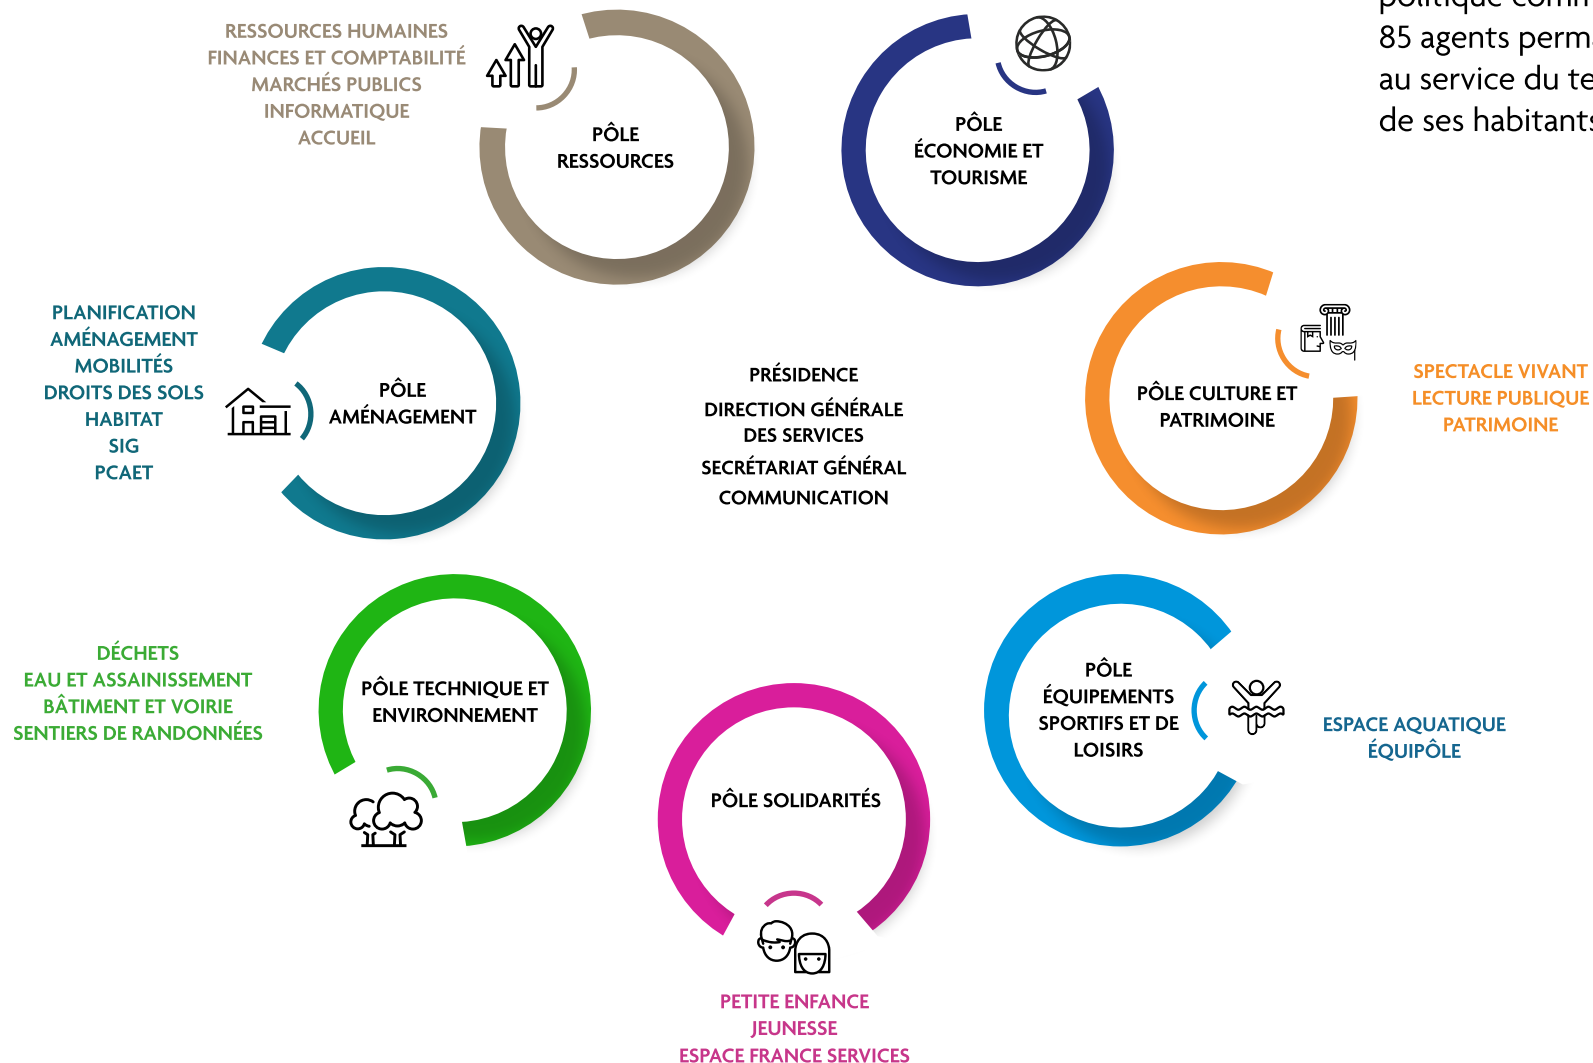 politique
85 agents
au service du
de ses habitants
RESSOURCES HUMAINES
FINANCES ET COMPTABILITÉ
MARCHÉS PUBLICS
INFORMATIQUE
ACCUEIL
PÔLE
RESSOURCES
PÔLE
ÉCONOMIE ET
TOURISME
PLANIFICATION
AMÉNAGEMENT
MOBILITÉS
DROITS DES SOLS
HABITAT
SIG
PCAET
PÔLE
AMÉNAGEMENT
PRÉSIDENCE
DIRECTION GÉNÉRALE
DES SERVICES
SECRÉTARIAT GÉNÉRAL
COMMUNICATION
PÔLE CULTURE ET
PATRIMOINE
SPECTACLE VIVANT
LECTURE PUBLIQUE
PATRIMOINE
DÉCHETS
EAU ET ASSAINISSEMENT
BÂTIMENT ET VOIRIE
SENTIERS DE RANDONNÉES
PÔLE TECHNIQUE ET
ENVIRONNEMENT
PÔLE SOLIDARITÉS
PETITE ENFANCE
JEUNESSE
ESPACE FRANCE SERVICES
PÔLE
ÉQUIPEMENTS
SPORTIFS ET DE
LOISIRS
ESPACE AQUATIQUE
ÉQUIPÔLE